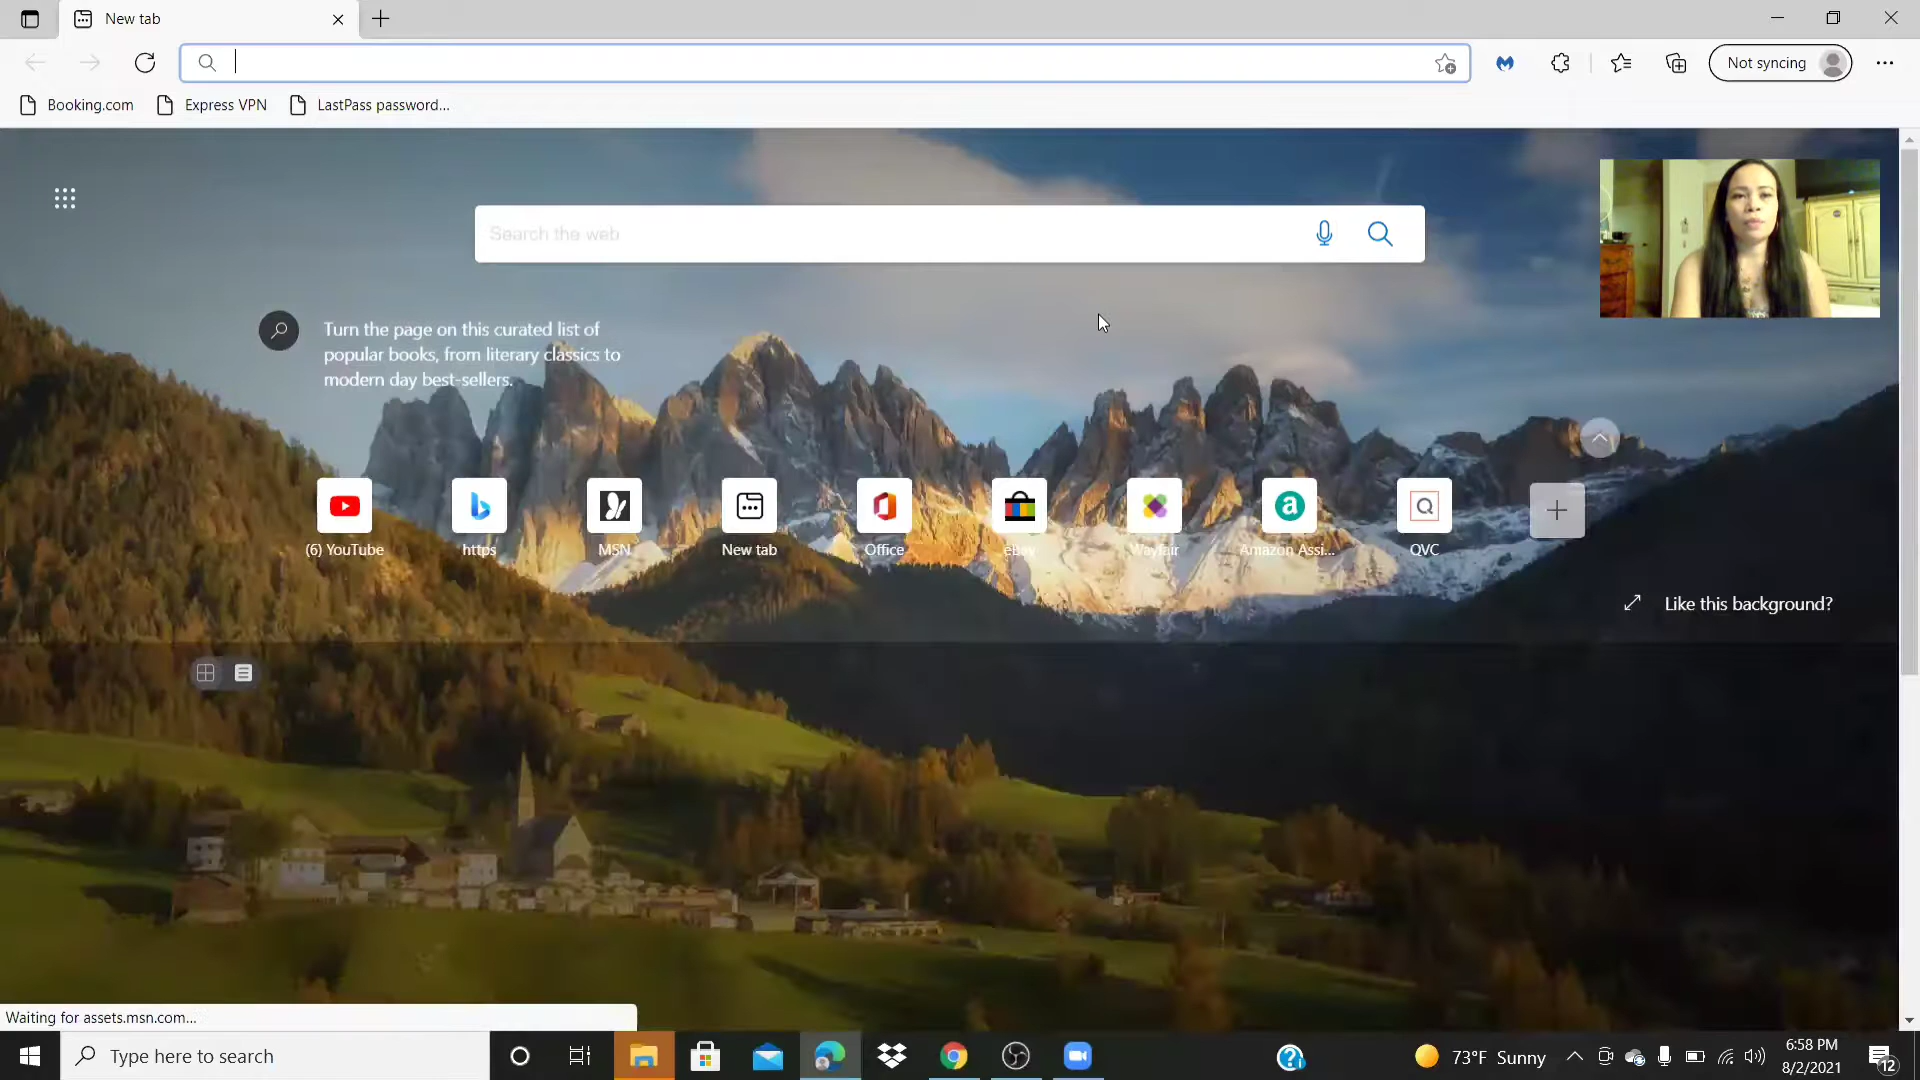 New tab
Not syncing
Booking.com
Express VPN
LastPass password...
Search the web
Turn the page on this curated list of
popular books, from literary classics to
modern day best-sellers.
(6) YouTube
https
MSN
New tab
Office
eBay
Wayfair
Amazon Assi...
QVC
Like this background?
Waiting for assets.msn.com...
Type here to search
73°F Sunny
6:58 PM
8/2/2021
12